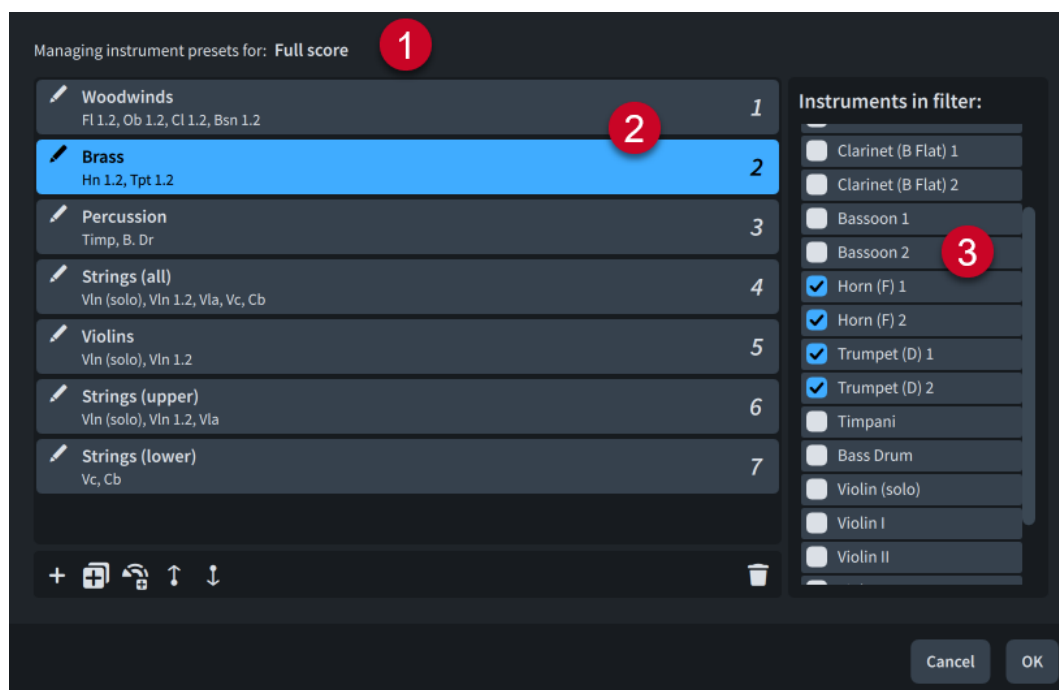 Managing instrument presets for: Full score
1
Woodwinds
Fl 1.2, Ob 1.2, Cl 1.2, Bsn 1.2
1
2
Brass
Hn 1.2, Tpt 1.2
2
Percussion
Timp, B. Dr
3
Strings (all)
Vln (solo), Vln 1.2, Vla, Vc, Cb
4
Violins
Vln (solo), Vln 1.2
5
Strings (upper)
Vln (solo), Vln 1.2, Vla
6
Strings (lower)
Vc, Cb
7
Instruments in filter:
Clarinet (B Flat) 1
Clarinet (B Flat) 2
Bassoon 1
Bassoon 2
3
Horn (F) 1
Horn (F) 2
Trumpet (D) 1
Trumpet (D) 2
Timpani
Bass Drum
Violin (solo)
Violin I
Violin II
Cancel
OK